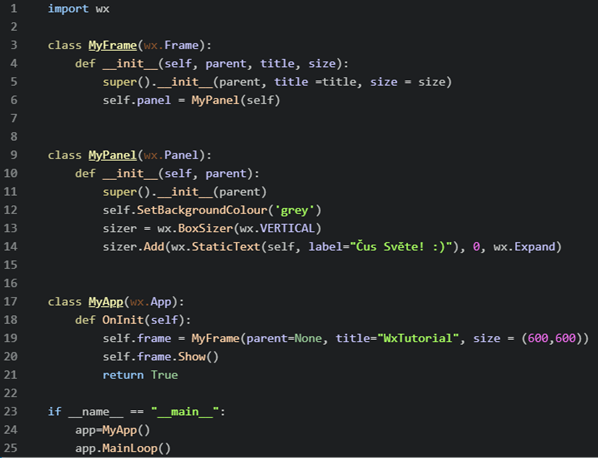 1 import wx
2
3 class MyFrame(wx.Frame):
4 def __init__(self, parent, title, size):
5 super().__init__(parent, title =title, size = size)
6 self.panel = MyPanel(self)
7
8
9 class MyPanel(wx.Panel):
10 def __init__(self, parent):
11 super().__init__(parent)
12 self.SetBackgroundColour('grey')
13 sizer = wx.BoxSizer(wx.VERTICAL)
14 sizer.Add(wx.StaticText(self, label="Čus Světe! :)"), 0, wx.Expand)
15
16
17 class MyApp(wx.App):
18 def OnInit(self):
19 self.frame = MyFrame(parent=None, title="WxTutorial", size = (600,600))
20 self.frame.Show()
21 return True
22
23 if __name__ == "__main__":
24 app=MyApp()
25 app.MainLoop()